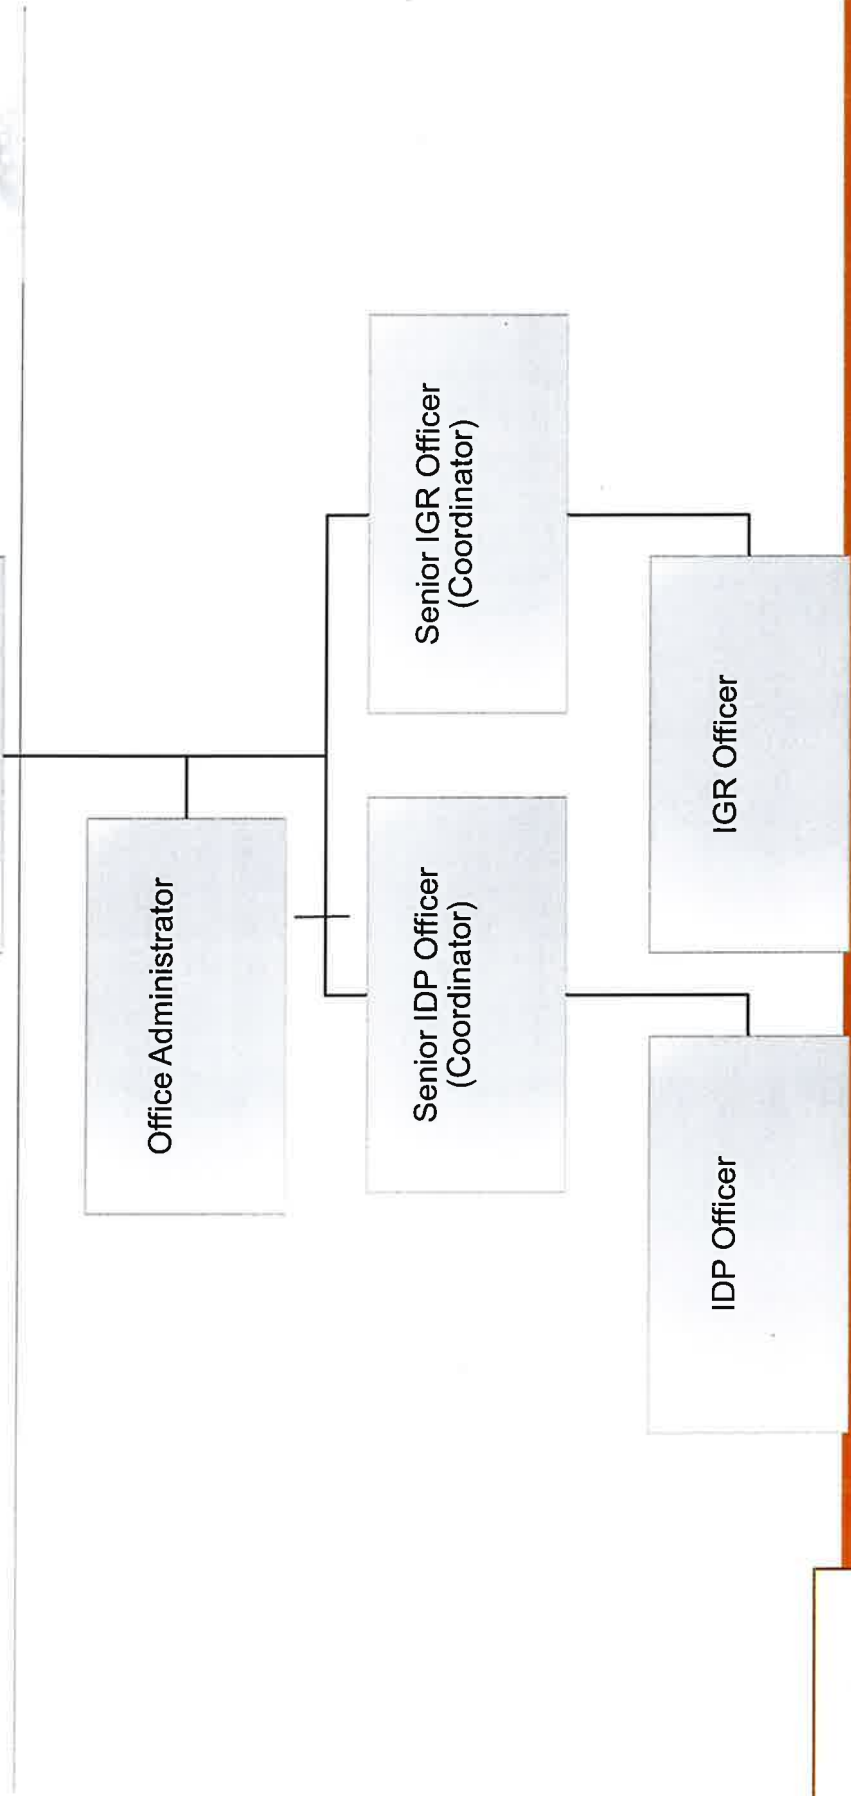 Office Administrator
Senior IDP Officer
(Coordinator)
Senior IGR Officer
(Coordinator)
IDP Officer
IGR Officer